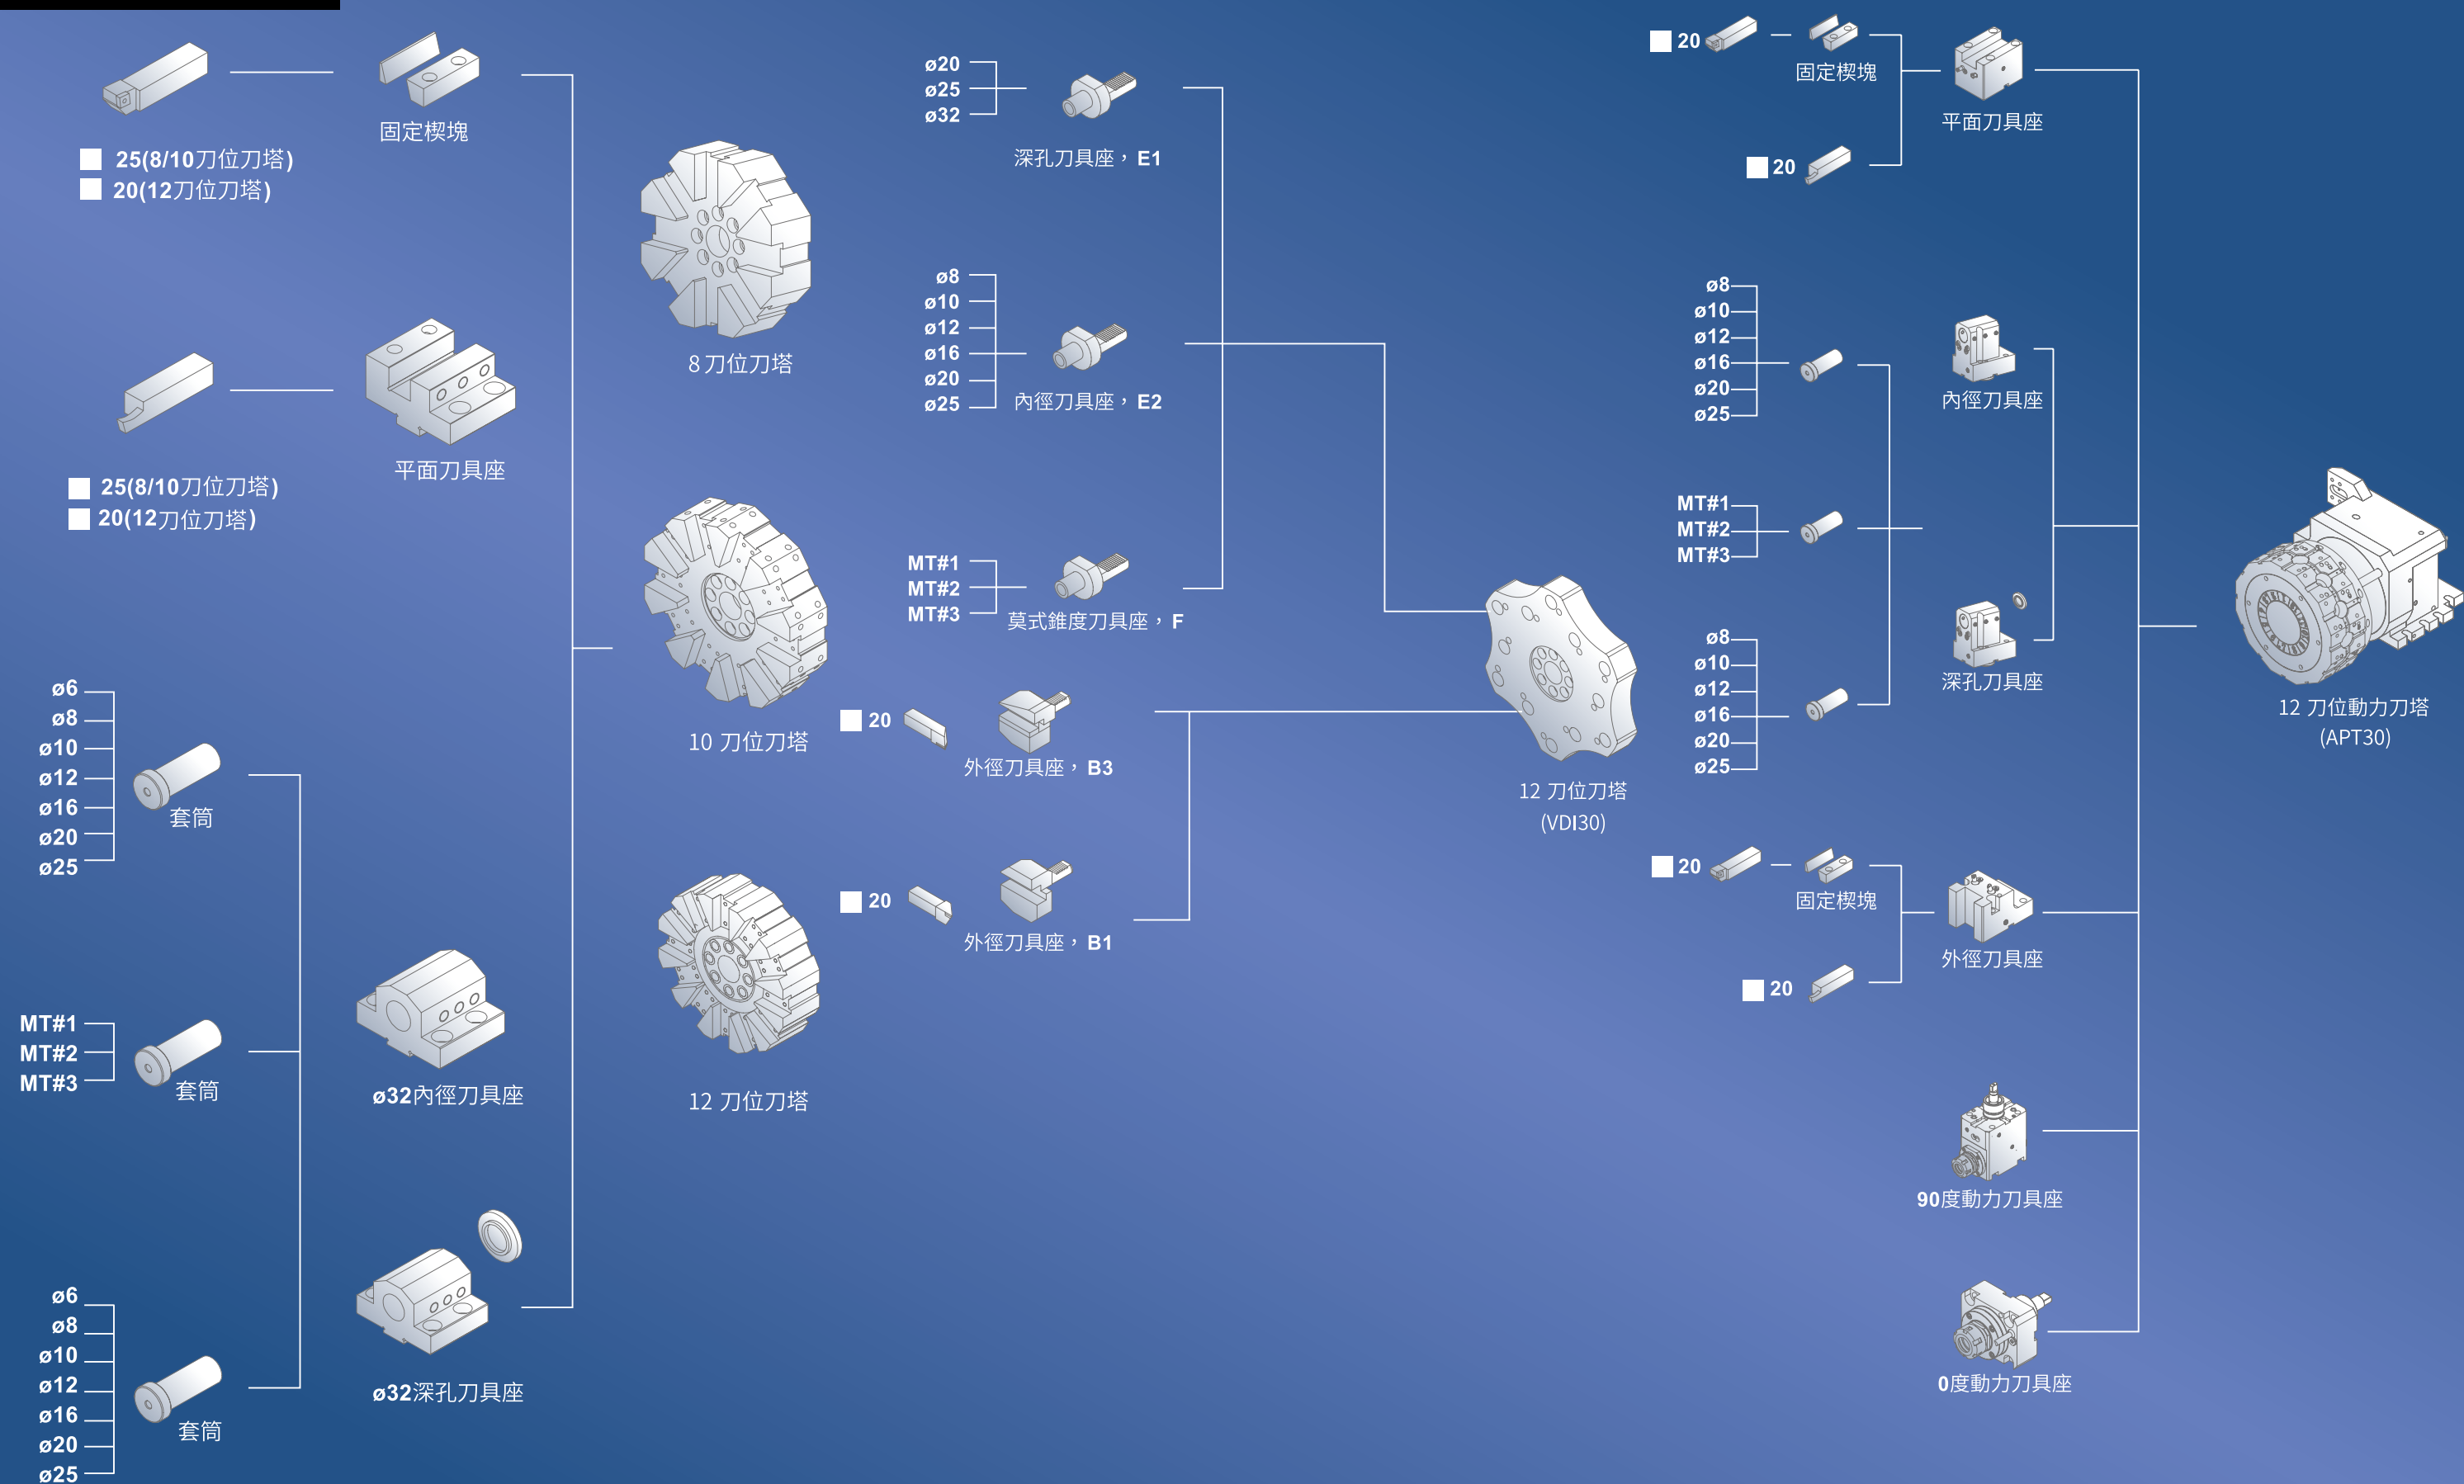 固定楔塊
25(8/10刀位刀塔)
20(12刀位刀塔)
平面刀具座
25(8/10刀位刀塔)
20(12刀位刀塔)
ø6
ø8
ø10
ø12
ø16
ø20
ø25
套筒
MT#1
MT#2
MT#3
套筒
ø32內徑刀具座
ø6
ø8
ø10
ø12
ø16
ø20
ø25
套筒
ø32深孔刀具座
8 刀位刀塔
10 刀位刀塔
12 刀位刀塔
ø20
ø25
ø32
深孔刀具座，E1
ø8
ø10
ø12
ø16
ø20
ø25
內徑刀具座，E2
MT#1
MT#2
MT#3
莫式錐度刀具座，F
20
外徑刀具座，B3
20
外徑刀具座，B1
12 刀位刀塔
(VDI30)
20
固定楔塊
平面刀具座
20
ø8
ø10
ø12
ø16
ø20
ø25
內徑刀具座
MT#1
MT#2
MT#3
ø8
ø10
ø12
ø16
ø20
ø25
深孔刀具座
20
固定楔塊
外徑刀具座
20
90度動力刀具座
0度動力刀具座
12 刀位動力刀塔
(APT30)